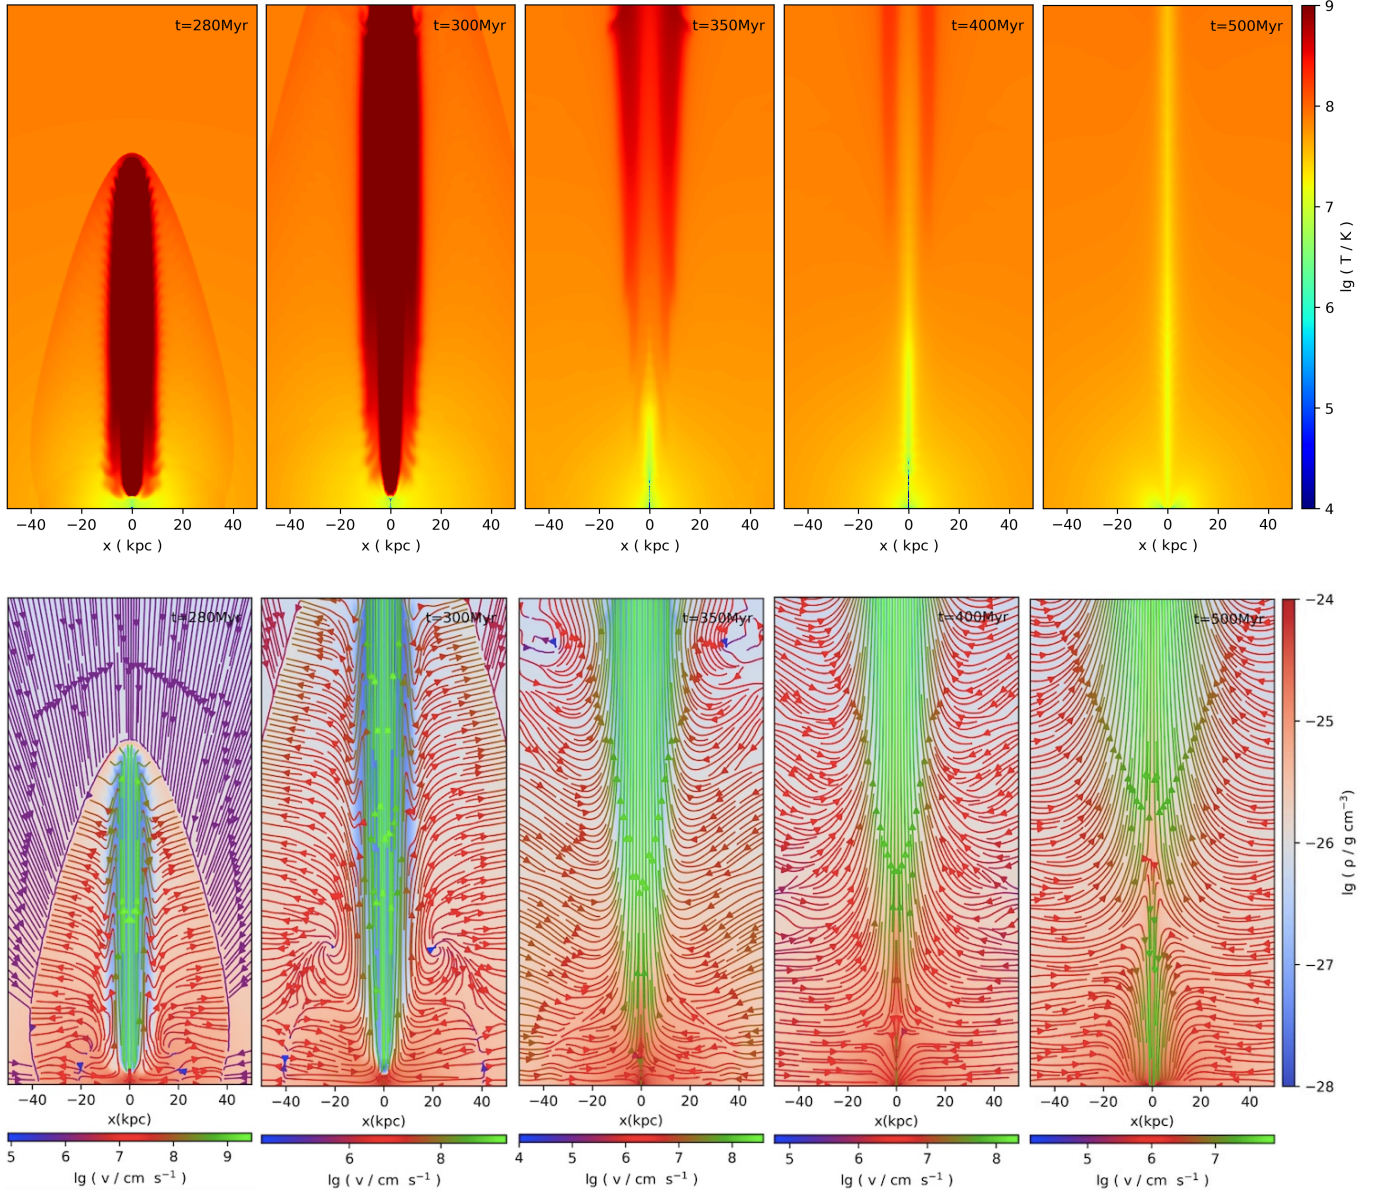 t=280Myr t=300Myr t=350Myr t=400Myr t=500Myr
9
8
7
6
5
4
lg ( T / K )
−40 −20 0 20 40 −40 −20 0 20 40 −40 −20 0 20 40 −40 −20 0 20 40 −40 −20 0 20 40
x ( kpc ) x ( kpc ) x ( kpc ) x ( kpc ) x ( kpc )
t=280Myr t=300Myr t=350Myr t=400Myr t=500Myr
−24
−25
−26
−27
−28
lg ( ρ / g cm⁻³)
−40 −20 0 20 40 −40 −20 0 20 40 −40 −20 0 20 40 −40 −20 0 20 40 −40 −20 0 20 40
x(kpc) x(kpc) x(kpc) x(kpc) x(kpc)
5 6 7 8 9 6 8 4 5 6 7 8 5 6 7 8 4 5 6 7
lg ( v / cm s⁻¹ ) lg ( v / cm s⁻¹ ) lg ( v / cm s⁻¹ ) lg ( v / cm s⁻¹ ) lg ( v / cm s⁻¹ )